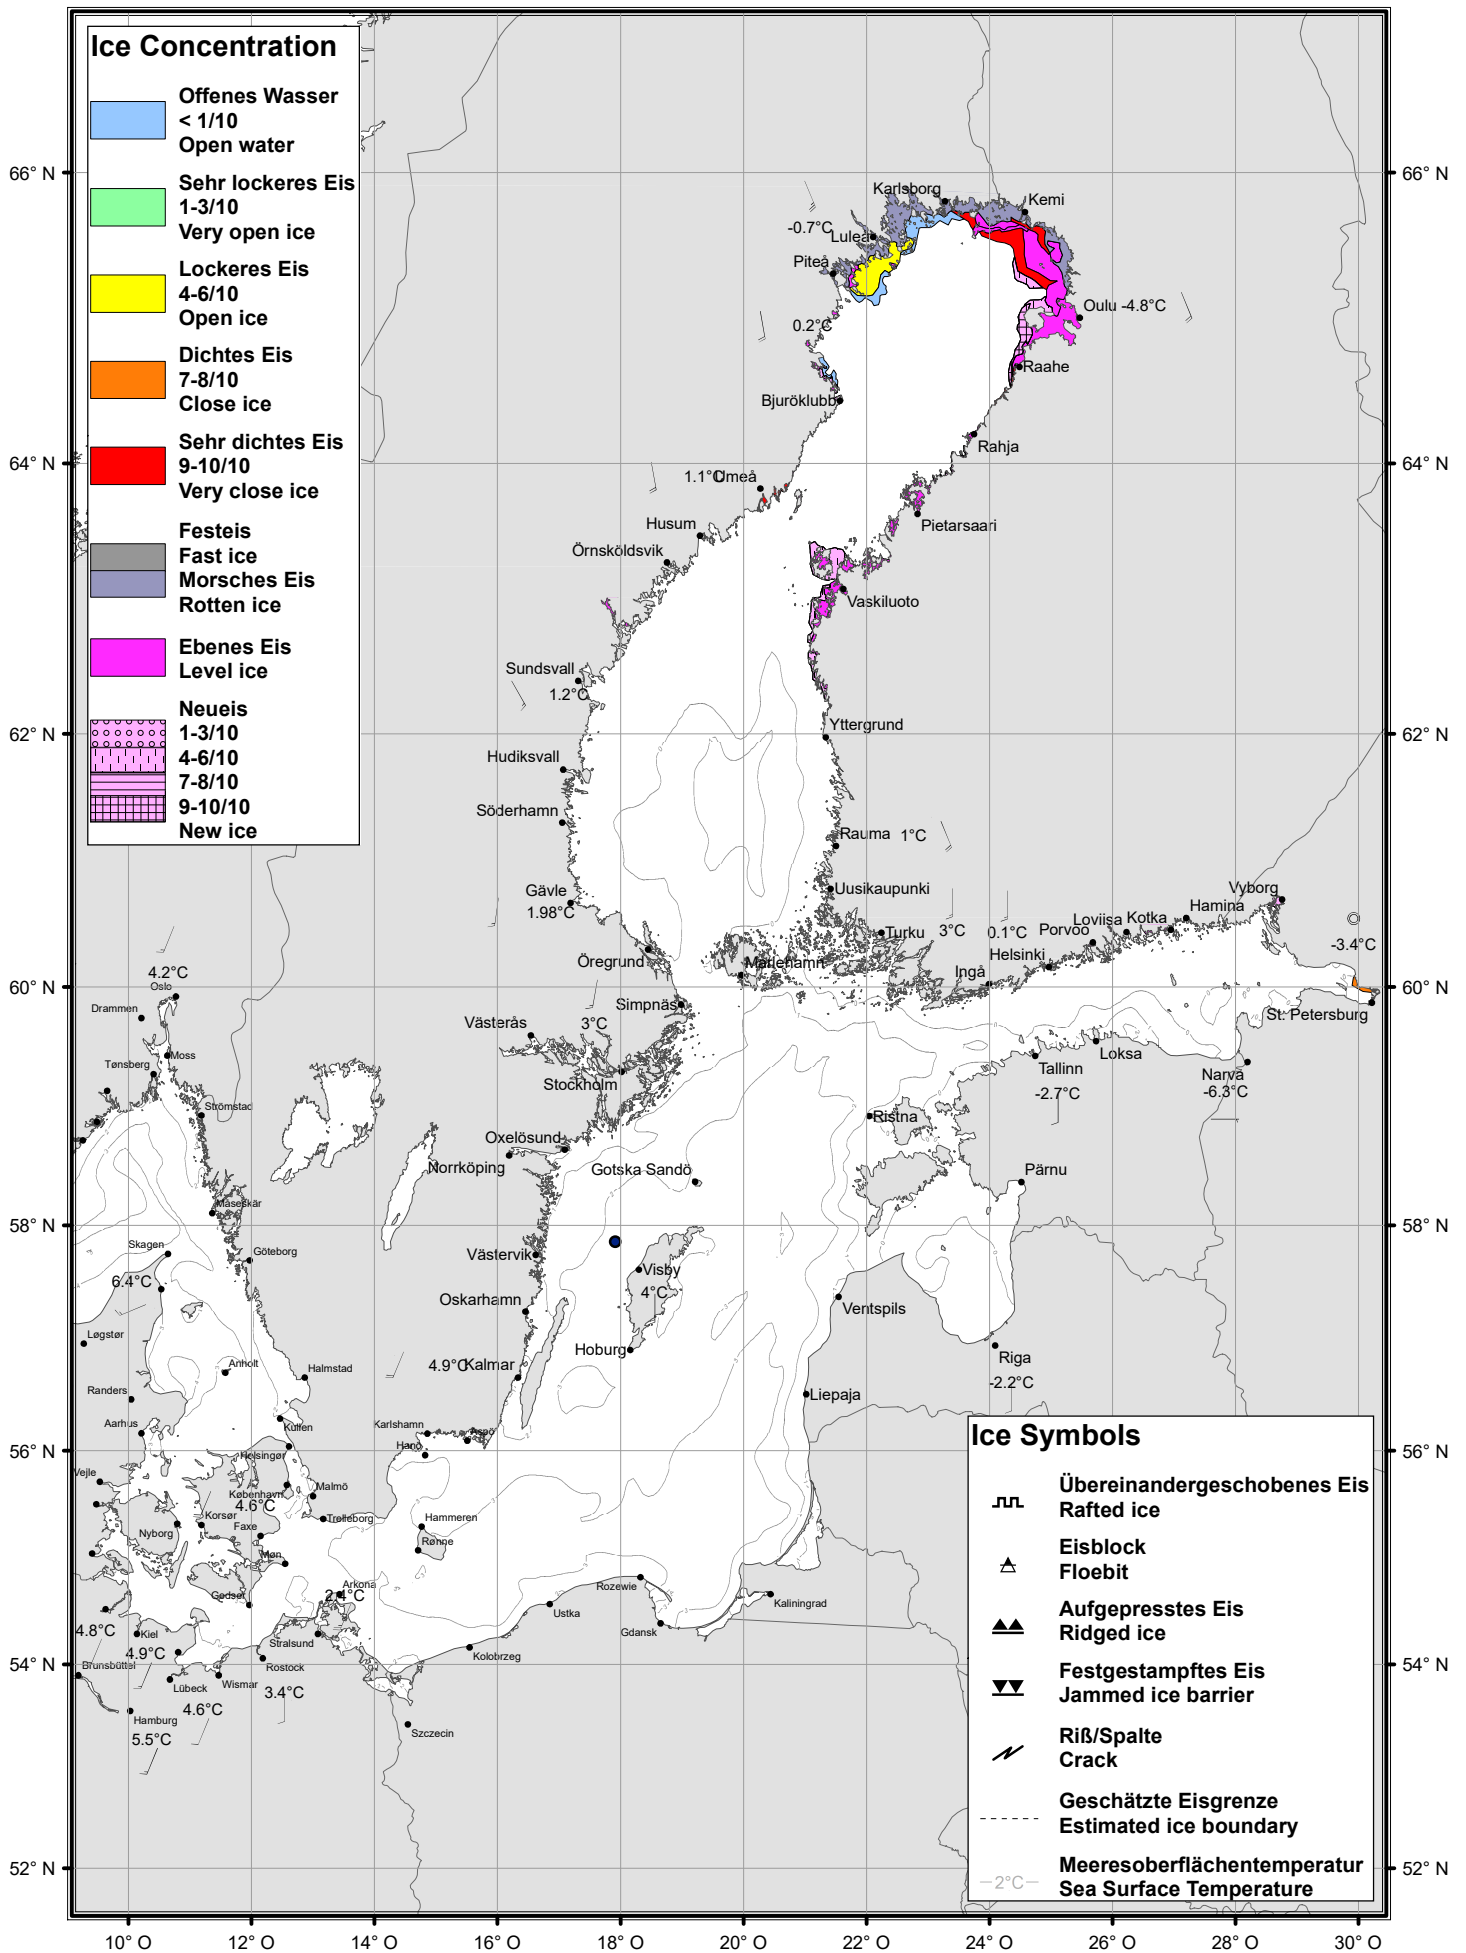 Ice Concentration
Offenes Wasser
< 1/10
Open water
Sehr lockeres Eis
1-3/10
Very open ice
Lockeres Eis
4-6/10
Open ice
Dichtes Eis
7-8/10
Close ice
Sehr dichtes Eis
9-10/10
Very close ice
Festeis
Fast ice
Morsches Eis
Rotten ice
Ebenes Eis
Level ice
Neueis
1-3/10
4-6/10
7-8/10
9-10/10
New ice
66° N
66° N
64° N
64° N
62° N
62° N
60° N
60° N
58° N
58° N
56° N
56° N
54° N
54° N
52° N
52° N
Karlsborg
Kemi
-0.7°C
Luleå
Piteå
Oulu -4.8°C
0.2°C
Raahe
Bjuröklubb
Rahja
1.1°C
Umeå
Husum
Pietarsaari
Örnsköldsvik
Vaskiluoto
Sundsvall
1.2°C
Yttergrund
Hudiksvall
Söderhamn
Rauma
1°C
Gävle
1.98°C
Uusikaupunki
Vyborg
Hamina
Loviisa
Kotka
Turku
3°C
0.1°C
Porvoo
Helsinki
-3.4°C
Öregrund
Mariehamn
Ingå
4.2°C
Oslo
Drammen
Simpnäs
St. Petersburg
Västerås
3°C
Moss
Tønsberg
Stockholm
Tallinn
Loksa
-2.7°C
Narva
-6.3°C
Strömstad
Ristna
Oxelösund
Norrköping
Gotska Sandö
Pärnu
Måseskär
Skagen
Göteborg
Västervik
Visby
4°C
6.4°C
Oskarhamn
Ventspils
Løgstør
Hoburg
Riga
-2.2°C
Anholt
Halmstad
4.9°C
Kalmar
Liepaja
Randers
Aarhus
Kullen
Karlshamn
Aspö
Hanö
Helsingør
Vejle
København
4.6°C
Malmö
Korsør
Nyborg
Faxe
Trelleborg
Hammeren
Rønne
Møn
Gedser
Arkona
2.4°C
Rozewie
Kaliningrad
Ustka
Gdansk
4.8°C
Kiel
Stralsund
4.9°C
Kolobrzeg
Brunsbüttel
Rostock
Lübeck
Wismar
3.4°C
4.6°C
Hamburg
5.5°C
Szczecin
Ice Symbols
Übereinandergeschobenes Eis
Rafted ice
Eisblock
Floebit
Aufgepresstes Eis
Ridged ice
Festgestampftes Eis
Jammed ice barrier
Riß/Spalte
Crack
Geschätzte Eisgrenze
Estimated ice boundary
2°C
Meeresoberflächentemperatur
Sea Surface Temperature
10° O
12° O
14° O
16° O
18° O
20° O
22° O
24° O
26° O
28° O
30° O